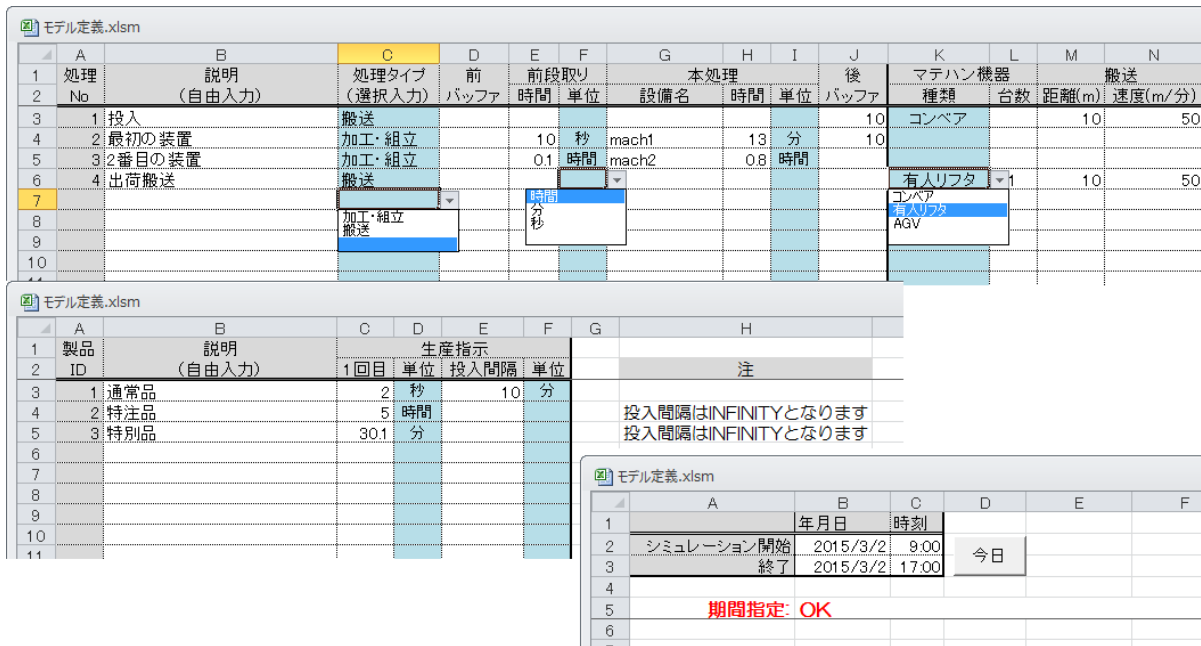 モデル定義.xlsm
A B C D E F G H I J K L M N
1 処理 説明 処理タイプ 前 前段取り 本処理 後 マテハン機器 搬送
2 No (自由入力) (選択入力) バッファ 時間 単位 設備名 時間 単位 バッファ 種類 台数 距離(m) 速度(m/分)
3 1 投入 搬送 10 コンベア 10 50
4 2 最初の装置 加工・組立 10 秒 mach1 13 分 10
5 3 2番目の装置 加工・組立 0.1 時間 mach2 0.8 時間
6 4 出荷搬送 搬送 有人リフタ 1 10 50
7 時間 コンベア
8 加工・組立 分 有人リフタ
9 搬送 秒 AGV
10
11
モデル定義.xlsm
A B C D E F G H
1 製品 説明 生産指示
2 ID (自由入力) 1回目 単位 投入間隔 単位 注
3 1 通常品 2 秒 10 分
4 2 特注品 5 時間 投入間隔はINFINITYとなります
5 3 特別品 30.1 分 投入間隔はINFINITYとなります
6
7
8
9
10
11
モデル定義.xlsm
A B C D E F
1 年月日 時刻
2 シミュレーション開始 2015/3/2 9:00 今日
3 終了 2015/3/2 17:00
4
5 期間指定: OK
6